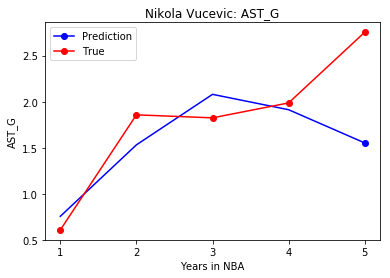 Nikola Vucevic: AST_G
Prediction
True
AST_G
2.5
2.0
1.5
1.0
0.5
1 2 3 4 5
Years in NBA